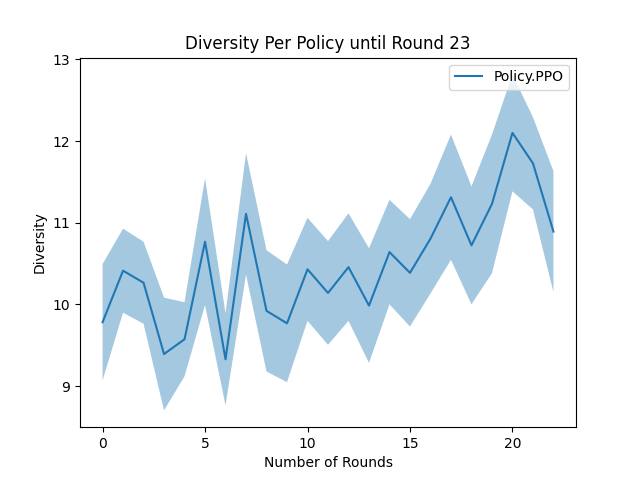 Diversity Per Policy until Round 23
Policy.PPO
13
12
11
10
9
Diversity
0 5 10 15 20
Number of Rounds